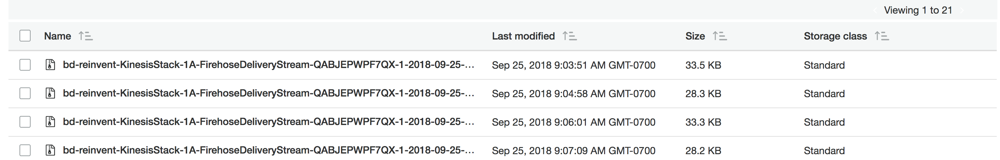 Viewing 1 to 21
Name Last modified Size Storage class
bd-reinvent-KinesisStack-1A-FirehoseDeliveryStream-QABJEPWPF7QX-1-2018-09-25-... Sep 25, 2018 9:03:51 AM GMT-0700 33.5 KB Standard
bd-reinvent-KinesisStack-1A-FirehoseDeliveryStream-QABJEPWPF7QX-1-2018-09-25-... Sep 25, 2018 9:04:58 AM GMT-0700 28.3 KB Standard
bd-reinvent-KinesisStack-1A-FirehoseDeliveryStream-QABJEPWPF7QX-1-2018-09-25-... Sep 25, 2018 9:06:01 AM GMT-0700 33.3 KB Standard
bd-reinvent-KinesisStack-1A-FirehoseDeliveryStream-QABJEPWPF7QX-1-2018-09-25-... Sep 25, 2018 9:07:09 AM GMT-0700 28.2 KB Standard